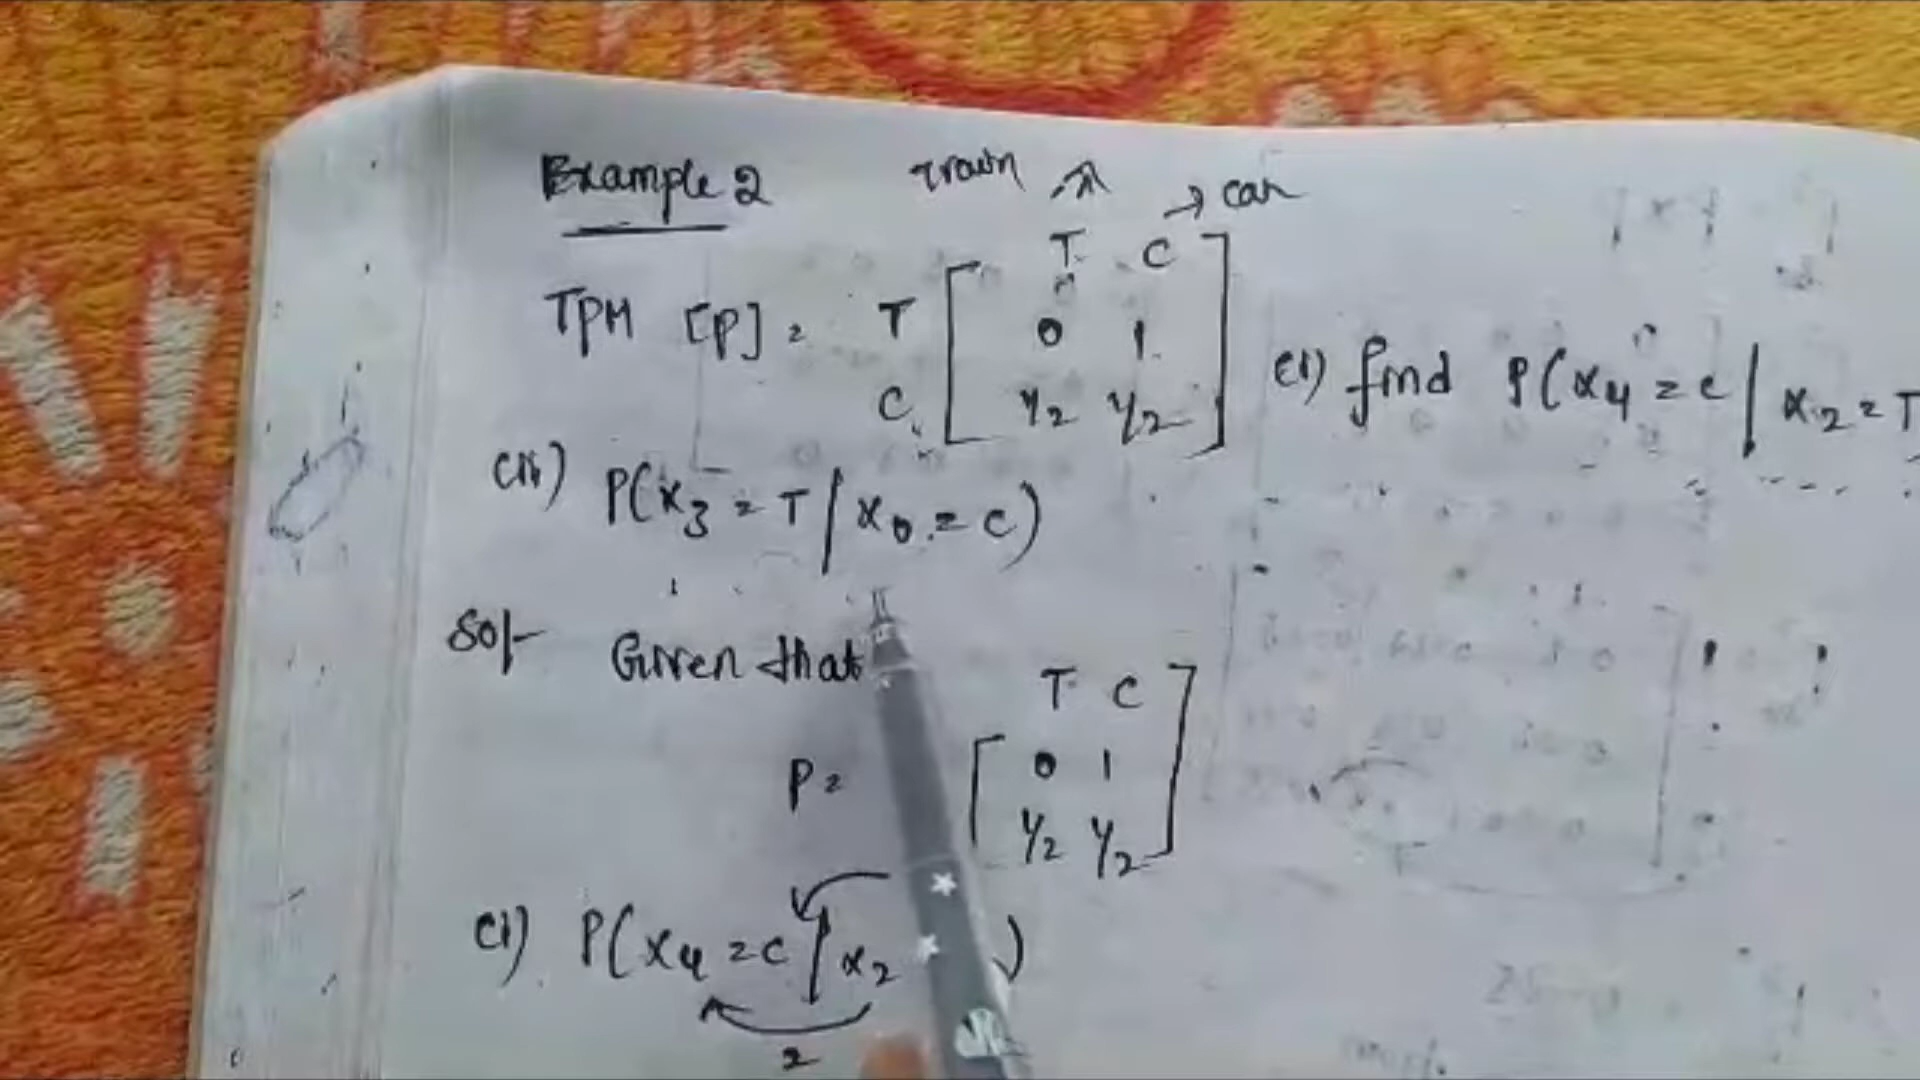 Example 2 train → car
T C
TPM [P] = T 0 1
C 1/2 1/2
(i) find P(X4 = C / X2 = T
(ii) P(X3 = T / X0 = C)
Sol- Given that
T C
P = 0 1
1/2 1/2
(i) P(X4 = C / X2 )
2